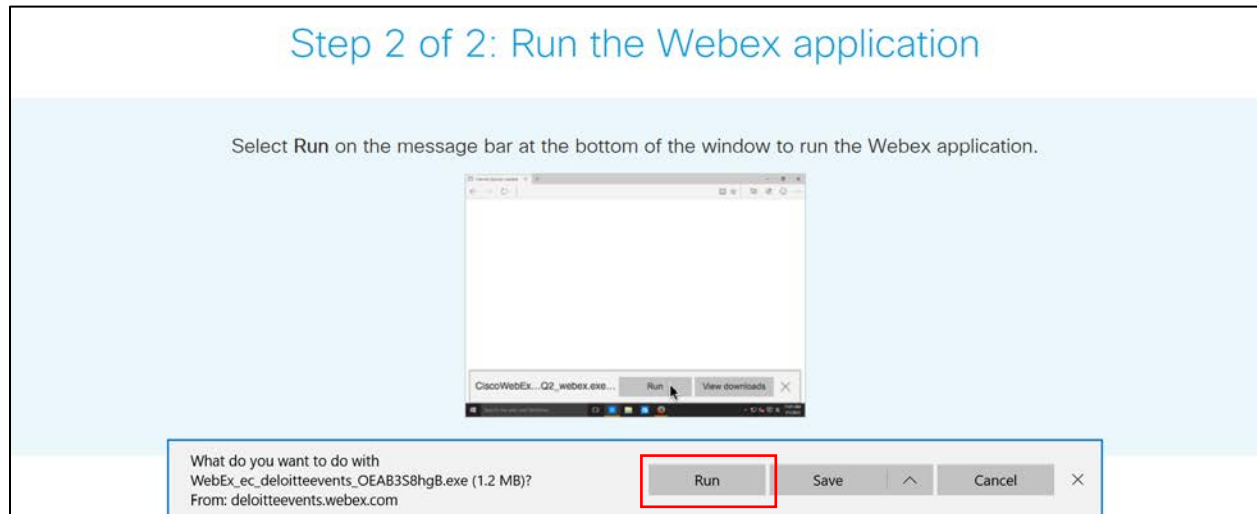 Step 2 of 2: Run the Webex application
Select Run on the message bar at the bottom of the window to run the Webex application.
CiscoWebEx...Q2_webex.exe... Run View downloads
What do you want to do with
WebEx_ec_deloitteevents_OEAB3S8hgB.exe (1.2 MB)?
From: deloitteevents.webex.com
Run Save Cancel